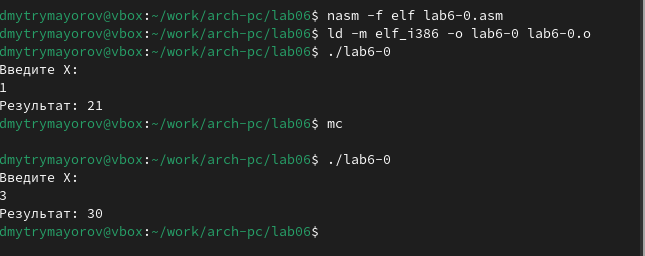 dmytrymayorov@vbox:~/work/arch-pc/lab06$ nasm -f elf lab6-0.asm
dmytrymayorov@vbox:~/work/arch-pc/lab06$ ld -m elf_i386 -o lab6-0 lab6-0.o
dmytrymayorov@vbox:~/work/arch-pc/lab06$ ./lab6-0
Введите X:
1
Результат: 21
dmytrymayorov@vbox:~/work/arch-pc/lab06$ mc
dmytrymayorov@vbox:~/work/arch-pc/lab06$ ./lab6-0
Введите X:
3
Результат: 30
dmytrymayorov@vbox:~/work/arch-pc/lab06$